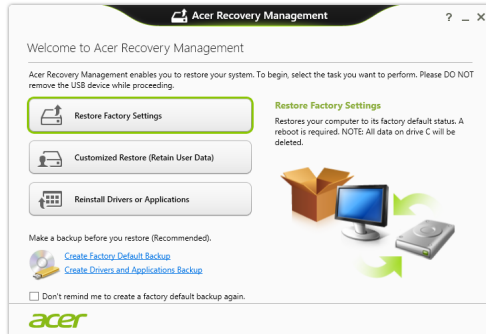 Acer Recovery Management
? _ X
Welcome to Acer Recovery Management
Acer Recovery Management enables you to restore your system. To begin, select the task you want to perform. Please DO NOT
remove the USB device while proceeding.
Restore Factory Settings
Customized Restore (Retain User Data)
Reinstall Drivers or Applications
Restore Factory Settings
Restores your computer to its factory default status. A
reboot is required. NOTE: All data on drive C will be
deleted.
Make a backup before you restore (Recommended).
Create Factory Default Backup
Create Drivers and Applications Backup
Don't remind me to create a factory default backup again.
acer